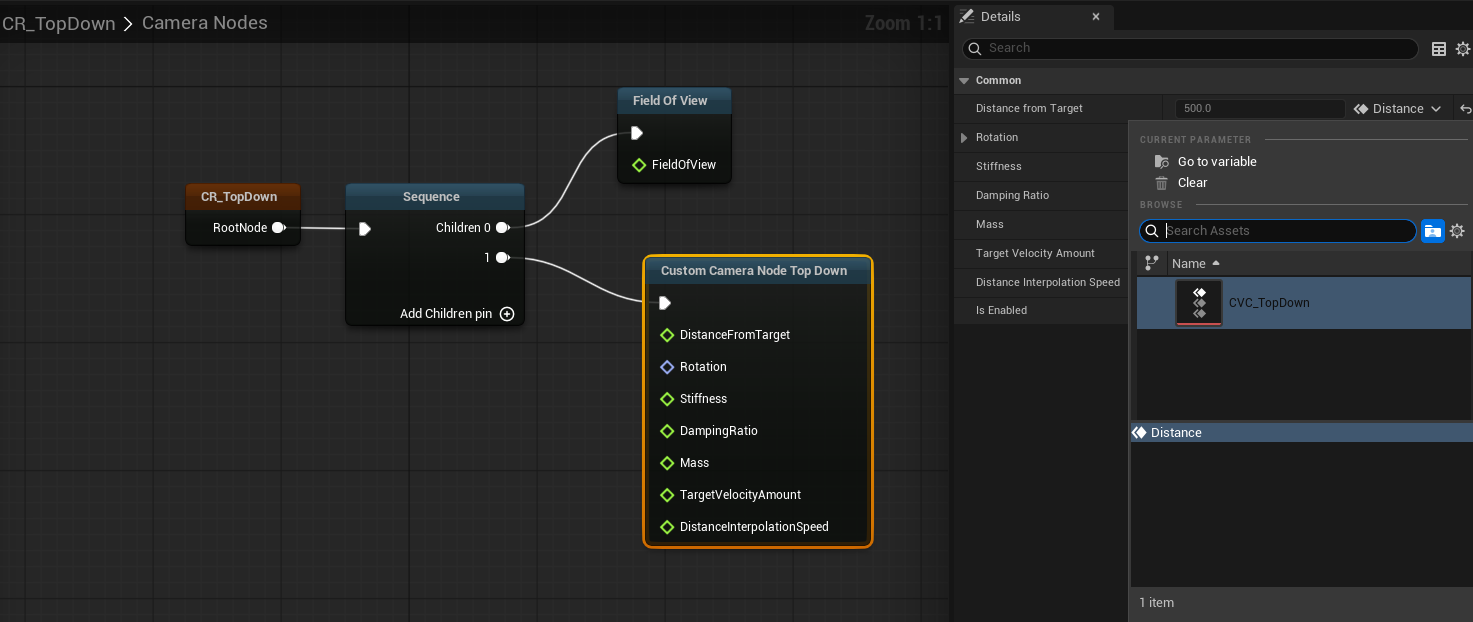 CR_TopDown > Camera Nodes
Zoom 1:1
Field Of View
FieldOfView
CR_TopDown
RootNode
Sequence
Children 0
1
Add Children pin
Custom Camera Node Top Down
DistanceFromTarget
Rotation
Stiffness
DampingRatio
Mass
TargetVelocityAmount
DistanceInterpolationSpeed
Details
Search
Common
Distance from Target
500.0
Distance
Rotation
Stiffness
Damping Ratio
Mass
Target Velocity Amount
Distance Interpolation Speed
Is Enabled
CURRENT PARAMETER
Go to variable
Clear
BROWSE
Search Assets
Name
CVC_TopDown
Distance
1 item